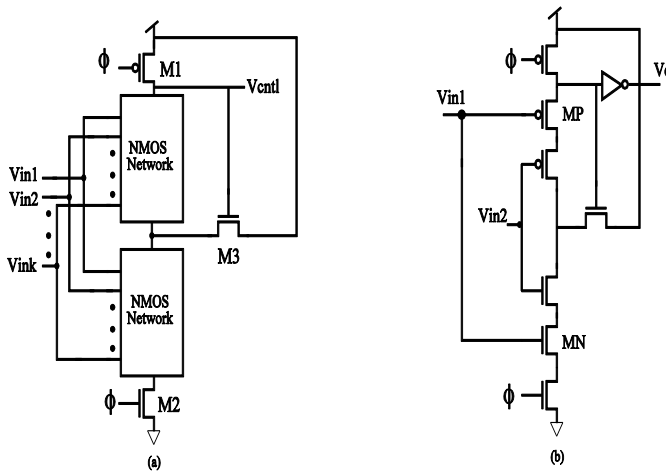 ϕ
M1
Vcntl
NMOS
Network
Vin1
Vin2
Vink
M3
NMOS
Network
ϕ
M2
(a)
ϕ
Vin1
MP
Vin2
MN
ϕ
(b)